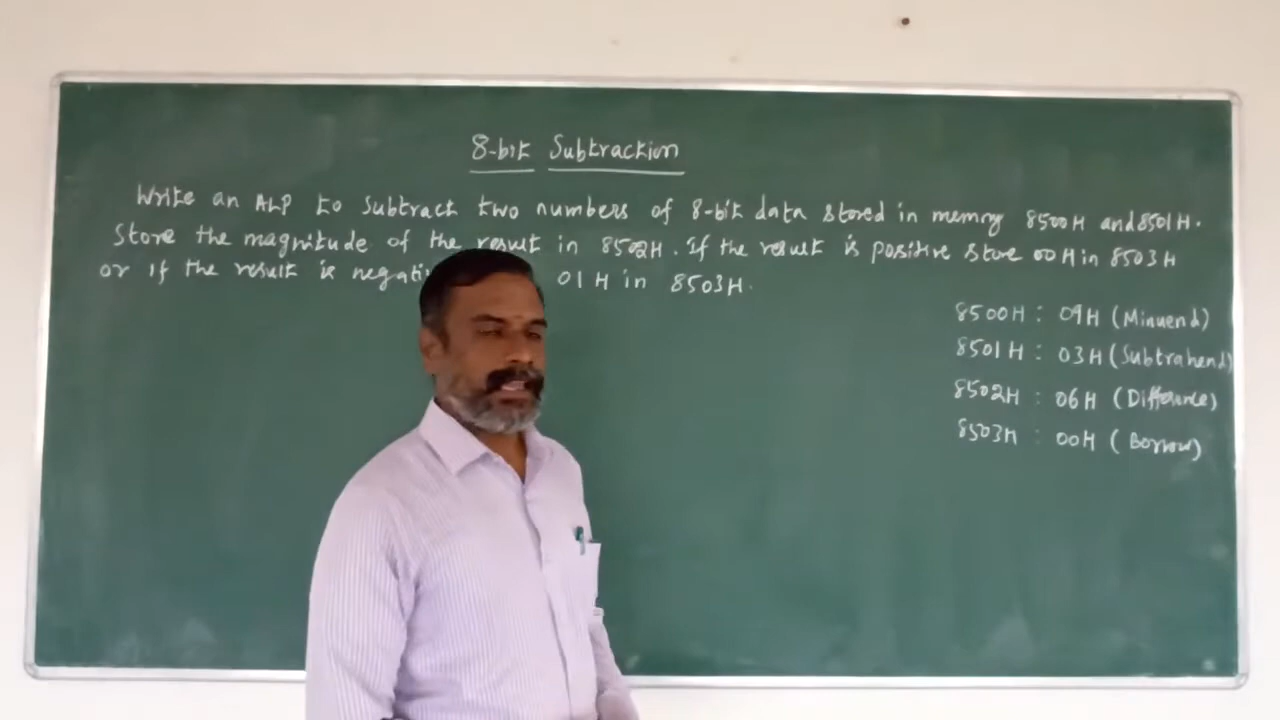 8-bit Subtraction
Write an ALP to subtract two numbers of 8-bit data stored in memory 8500H and 8501H.
Store the magnitude of the result in 8502H. If the result is positive store 00H in 8503H
or if the result is 01H in 8503H.
8500H : 09H (Minuend)
8501H : 03H (Subtrahend)
8502H : 06H (Difference)
8503H : 00H (Borrow)